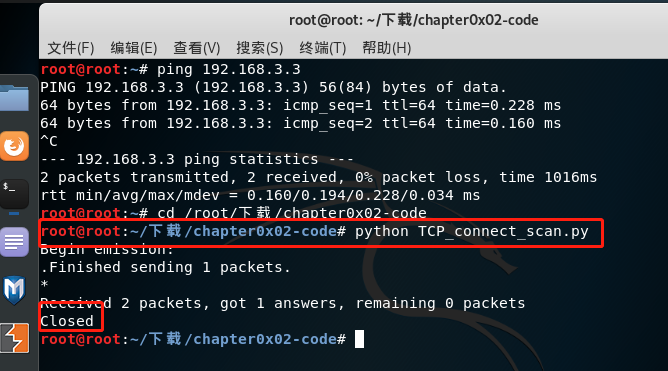 root@root: ~/下载/chapter0x02-code
文件(F) 编辑(E) 查看(V) 搜索(S) 终端(T) 帮助(H)
root@root:~# ping 192.168.3.3
PING 192.168.3.3 (192.168.3.3) 56(84) bytes of data.
64 bytes from 192.168.3.3: icmp_seq=1 ttl=64 time=0.228 ms
64 bytes from 192.168.3.3: icmp_seq=2 ttl=64 time=0.160 ms
^C
--- 192.168.3.3 ping statistics ---
2 packets transmitted, 2 received, 0% packet loss, time 1016ms
rtt min/avg/max/mdev = 0.160/0.194/0.228/0.034 ms
root@root:~# cd /root/下载/chapter0x02-code
root@root:~/下载/chapter0x02-code# python TCP_connect_scan.py
Begin emission:
.Finished sending 1 packets.
*
Received 2 packets, got 1 answers, remaining 0 packets
Closed
root@root:~/下载/chapter0x02-code#